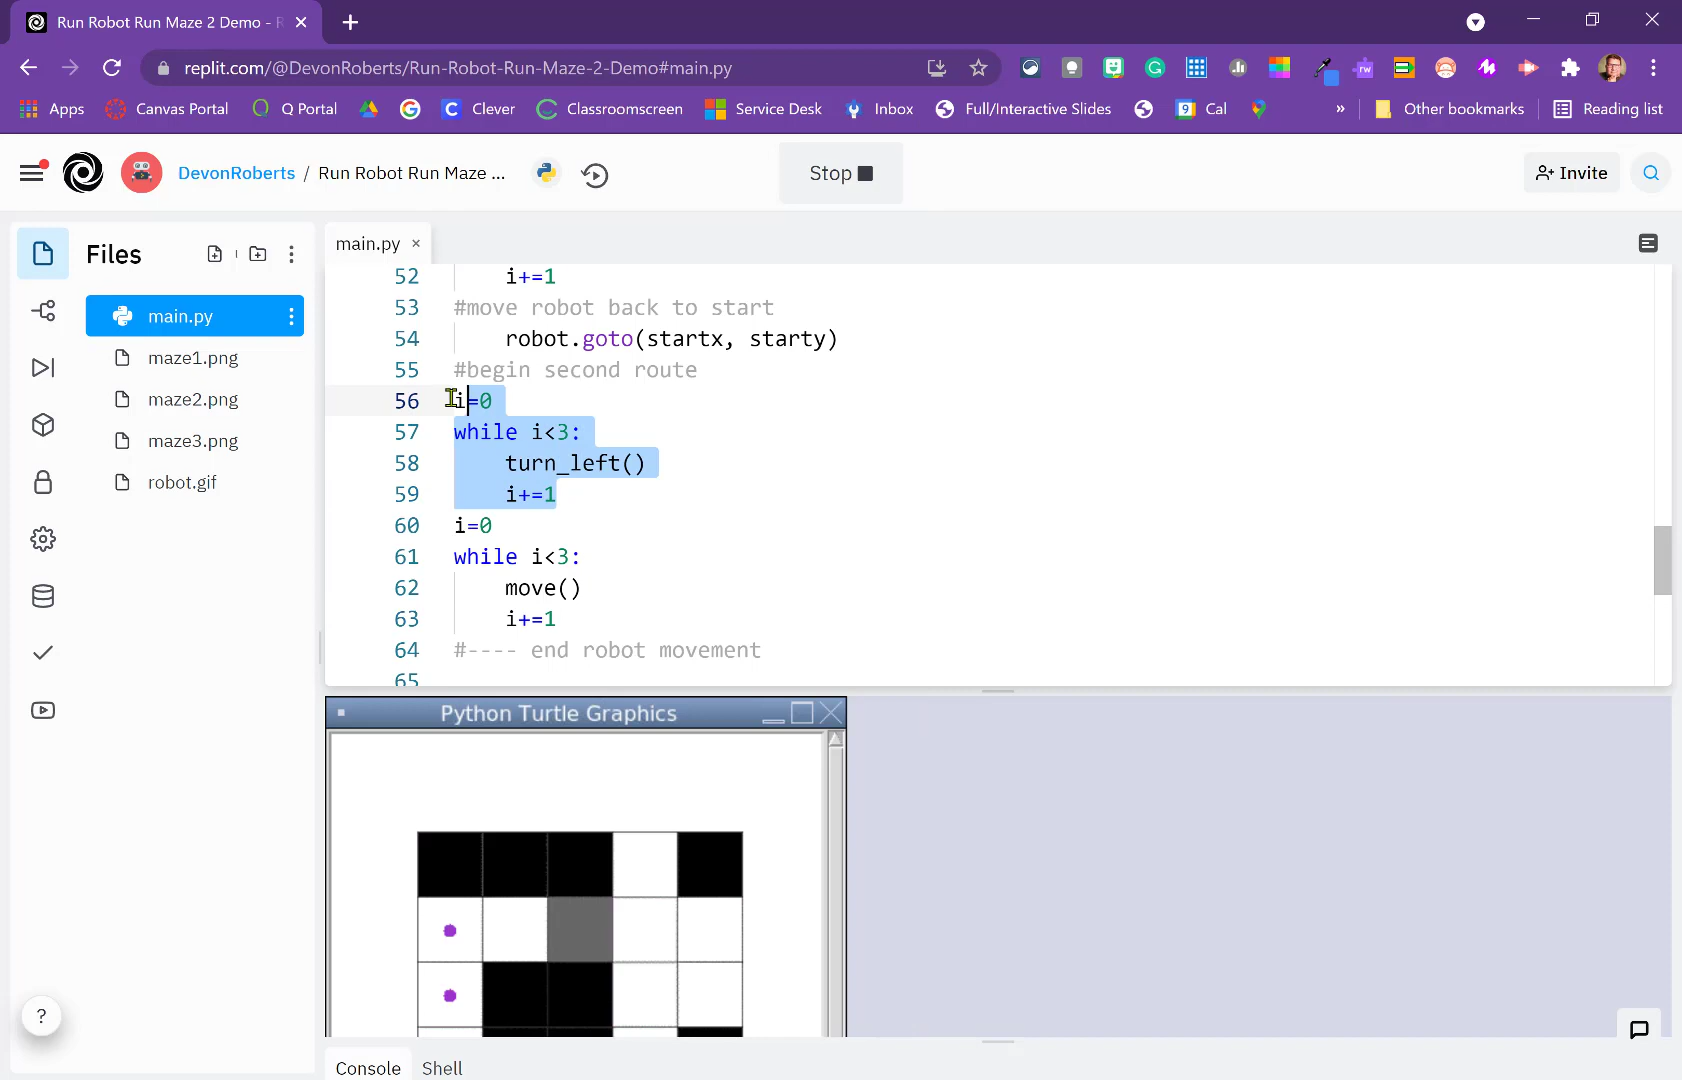 Run Robot Run Maze 2 Demo - R
replit.com/@DevonRoberts/Run-Robot-Run-Maze-2-Demo#main.py
Apps Canvas Portal Q Portal Clever Classroomscreen Service Desk Inbox Full/Interactive Slides Cal » Other bookmarks Reading list
DevonRoberts / Run Robot Run Maze ...
Stop
Invite
Files
main.py
maze1.png
maze2.png
maze3.png
robot.gif
main.py
52 i+=1
53 #move robot back to start
54 robot.goto(startx, starty)
55 #begin second route
56 i=0
57 while i<3:
58 turn_left()
59 i+=1
60 i=0
61 while i<3:
62 move()
63 i+=1
64 #---- end robot movement
65
Python Turtle Graphics
?
Console Shell